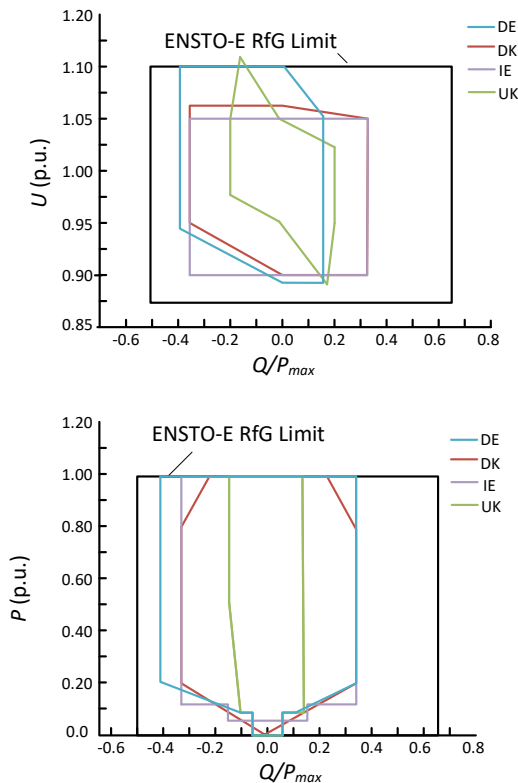 ENSTO-E RfG Limit
DE
DK
IE
UK
1.10
1.05
1.00
0.95
0.90
0.85
U (p.u.)
-0.6 -0.4 -0.2 0.0 0.2 0.4 0.6 0.8
Q/Pmax
1.20
1.00
0.80
0.60
0.40
0.20
0.0
P (p.u.)
ENSTO-E RfG Limit
DE
DK
IE
UK
-0.6 -0.4 -0.2 0.0 0.2 0.4 0.6 0.8
Q/Pmax